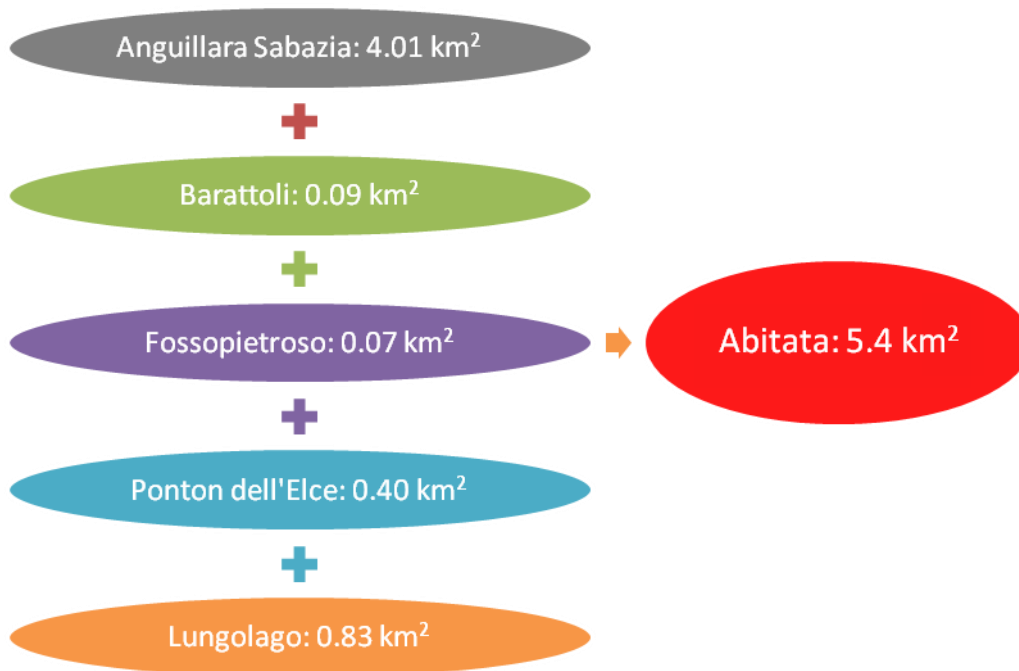 Anguillara Sabazia: 4.01 km²
Barattoli: 0.09 km²
Fossopietroso: 0.07 km²
Abitata: 5.4 km²
Ponton dell'Elce: 0.40 km²
Lungolago: 0.83 km²